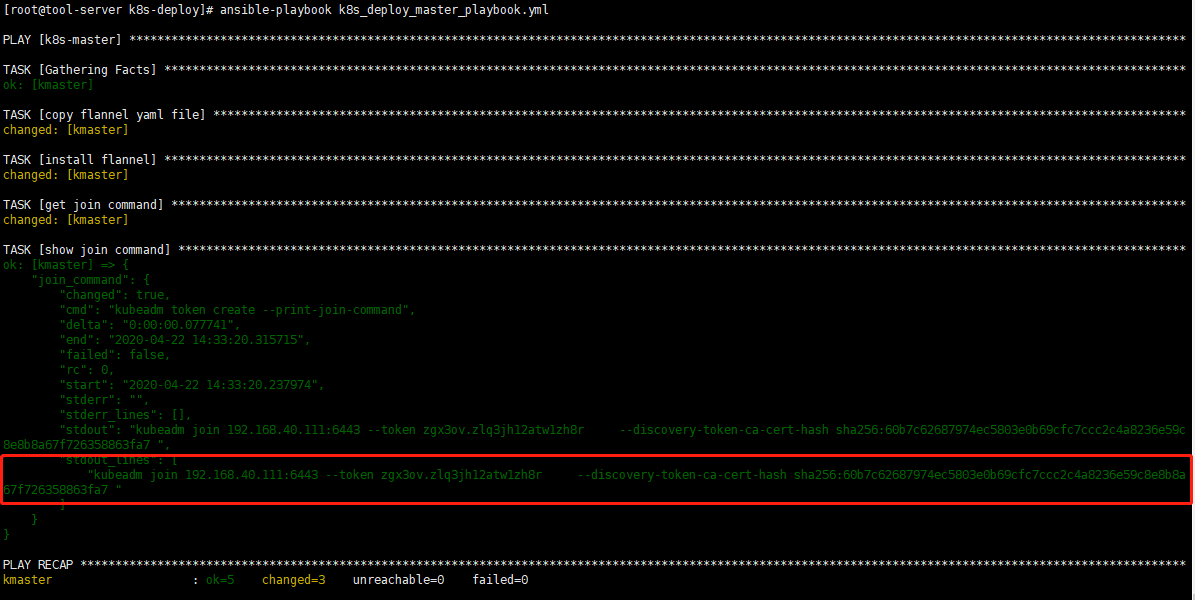 [root@tool-server k8s-deploy]# ansible-playbook k8s_deploy_master_playbook.yml
PLAY [k8s-master] ******************************************************************************************************************************************************
TASK [Gathering Facts] *************************************************************************************************************************************************
ok: [kmaster]
TASK [copy flannel yaml file] ******************************************************************************************************************************************
changed: [kmaster]
TASK [install flannel] *************************************************************************************************************************************************
changed: [kmaster]
TASK [get join command] ************************************************************************************************************************************************
changed: [kmaster]
TASK [show join command] ***********************************************************************************************************************************************
ok: [kmaster] => {
    "join_command": {
        "changed": true,
        "cmd": "kubeadm token create --print-join-command",
        "delta": "0:00:00.077741",
        "end": "2020-04-22 14:33:20.315715",
        "failed": false,
        "rc": 0,
        "start": "2020-04-22 14:33:20.237974",
        "stderr": "",
        "stderr_lines": [],
        "stdout": "kubeadm join 192.168.40.111:6443 --token zgx3ov.zlq3jh12atw1zh8r     --discovery-token-ca-cert-hash sha256:60b7c62687974ec5803e0b69cfc7ccc2c4a8236e59c
8e8b8a67f726358863fa7 ",
        "stdout_lines": [
            "kubeadm join 192.168.40.111:6443 --token zgx3ov.zlq3jh12atw1zh8r     --discovery-token-ca-cert-hash sha256:60b7c62687974ec5803e0b69cfc7ccc2c4a8236e59c8e8b8a
67f726358863fa7 "
        ]
    }
}
PLAY RECAP *************************************************************************************************************************************************************
kmaster                    : ok=5    changed=3    unreachable=0    failed=0